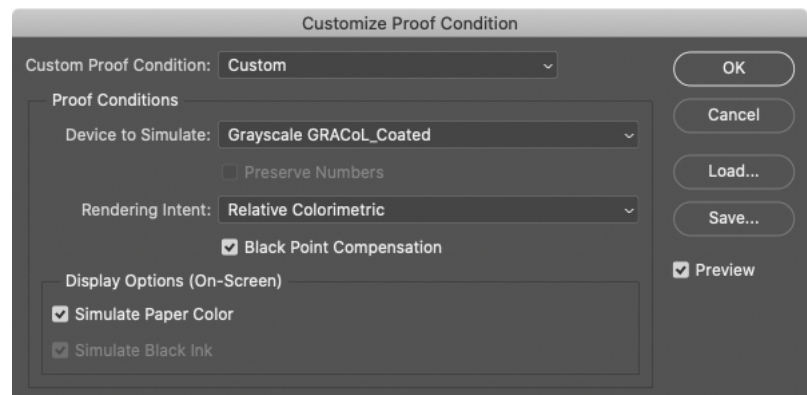 Customize Proof Condition
Custom Proof Condition: Custom
OK
Proof Conditions
Cancel
Device to Simulate: Grayscale GRACoL_Coated
Preserve Numbers
Load...
Rendering Intent: Relative Colorimetric
Save...
Black Point Compensation
Preview
Display Options (On-Screen)
Simulate Paper Color
Simulate Black Ink